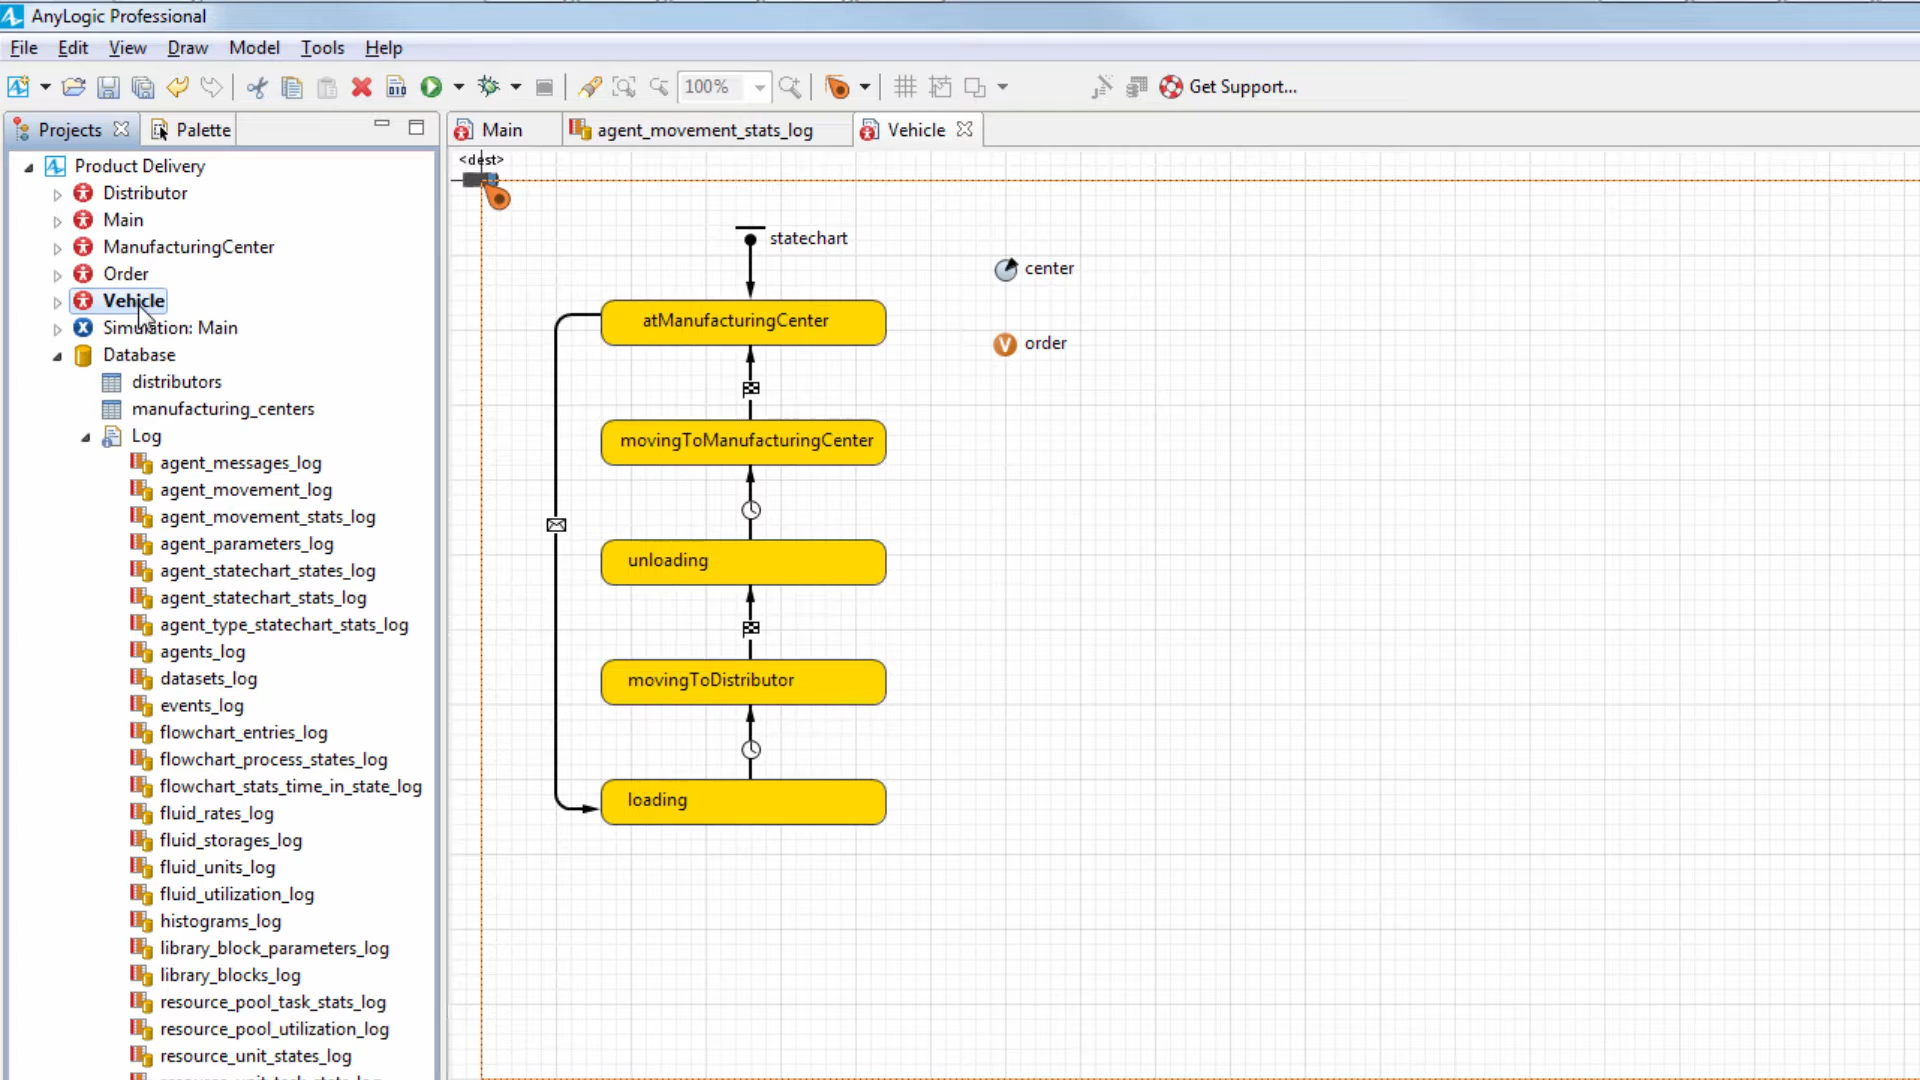 AnyLogic Professional
File Edit View Draw Model Tools Help
100% Get Support...
Projects Palette
Main agent_movement_stats_log Vehicle
Product Delivery
Distributor
Main
ManufacturingCenter
Order
Vehicle
Simulation: Main
Database
distributors
manufacturing_centers
Log
agent_messages_log
agent_movement_log
agent_movement_stats_log
agent_parameters_log
agent_statechart_states_log
agent_statechart_stats_log
agent_type_statechart_stats_log
agents_log
datasets_log
events_log
flowchart_entries_log
flowchart_process_states_log
flowchart_stats_time_in_state_log
fluid_rates_log
fluid_storages_log
fluid_units_log
fluid_utilization_log
histograms_log
library_block_parameters_log
library_blocks_log
resource_pool_task_stats_log
resource_pool_utilization_log
resource_unit_states_log
<dest>
statechart
center
atManufacturingCenter
order
movingToManufacturingCenter
unloading
movingToDistributor
loading